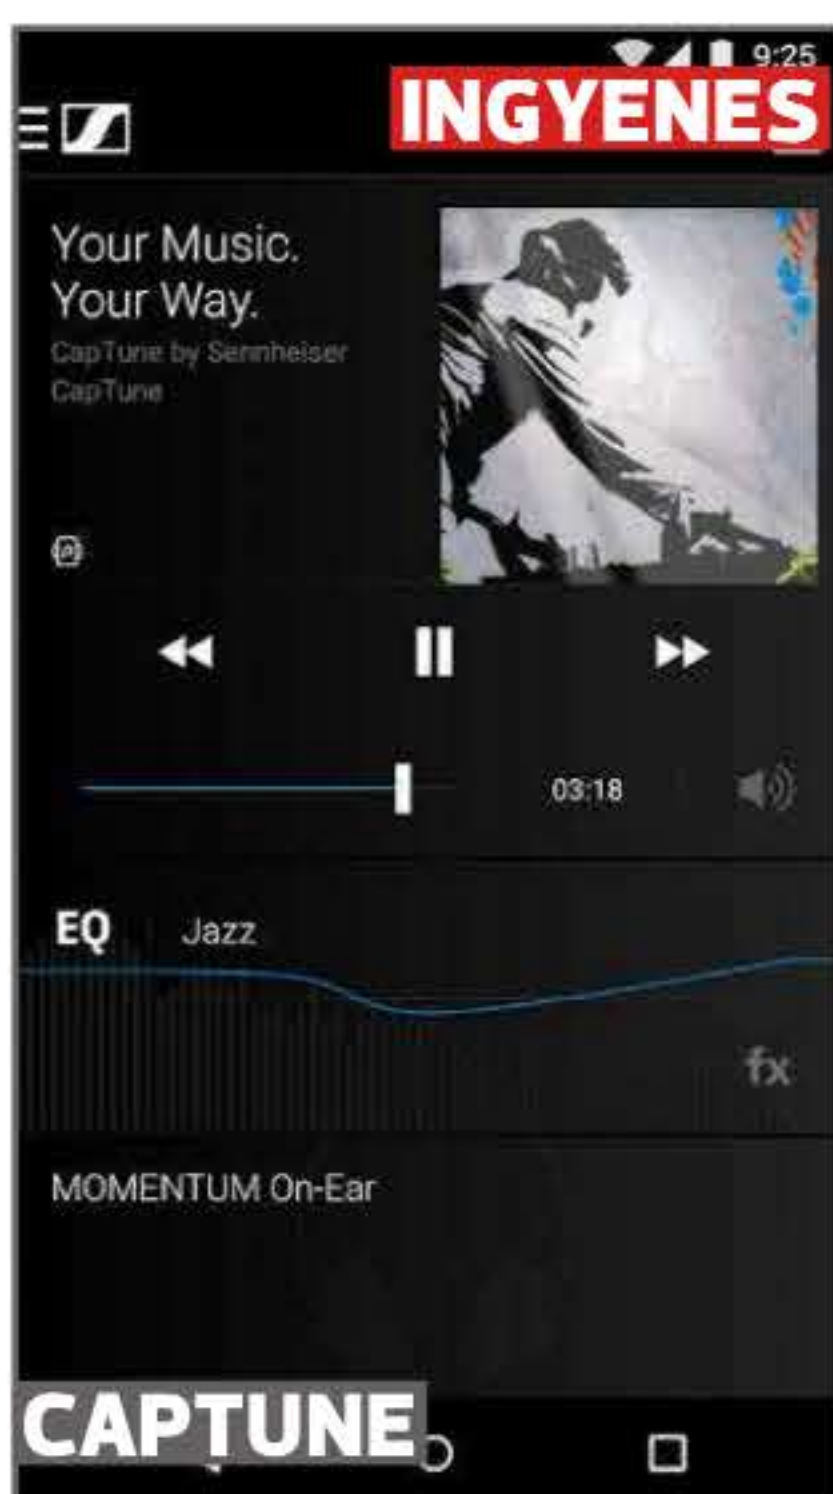 9:25
INGYENES
Your Music.
Your Way.
CapTune by Sennheiser
CapTune
03:18
EQ Jazz
fx
MOMENTUM On-Ear
CAPTUNE